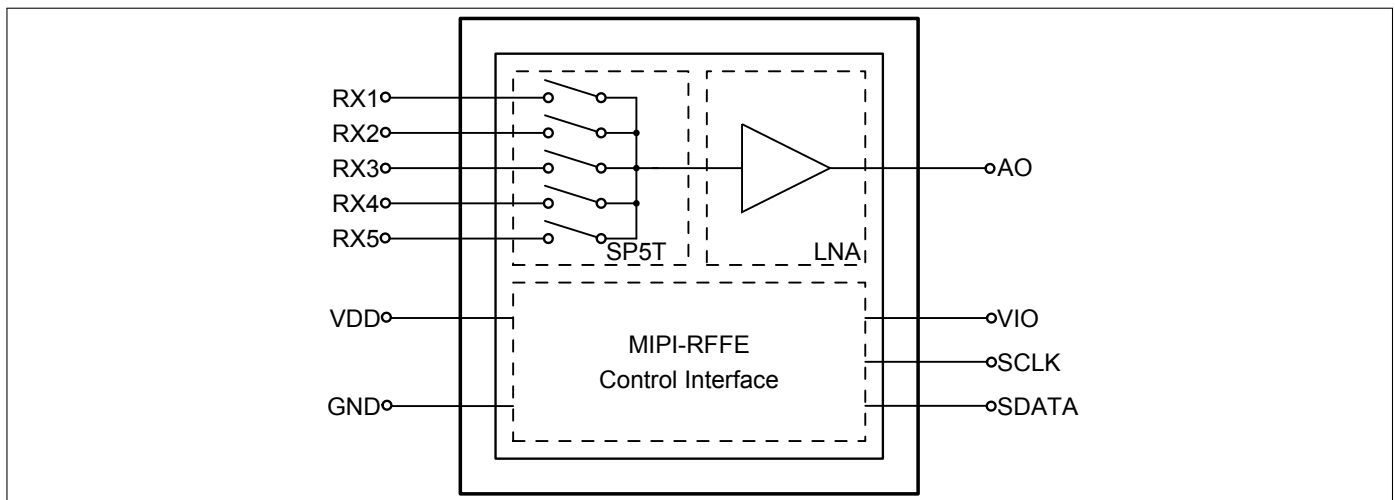 RX1
RX2
RX3
RX4
RX5
SP5T
LNA
AO
VDD
GND
MIPI-RFFE
Control Interface
VIO
SCLK
SDATA